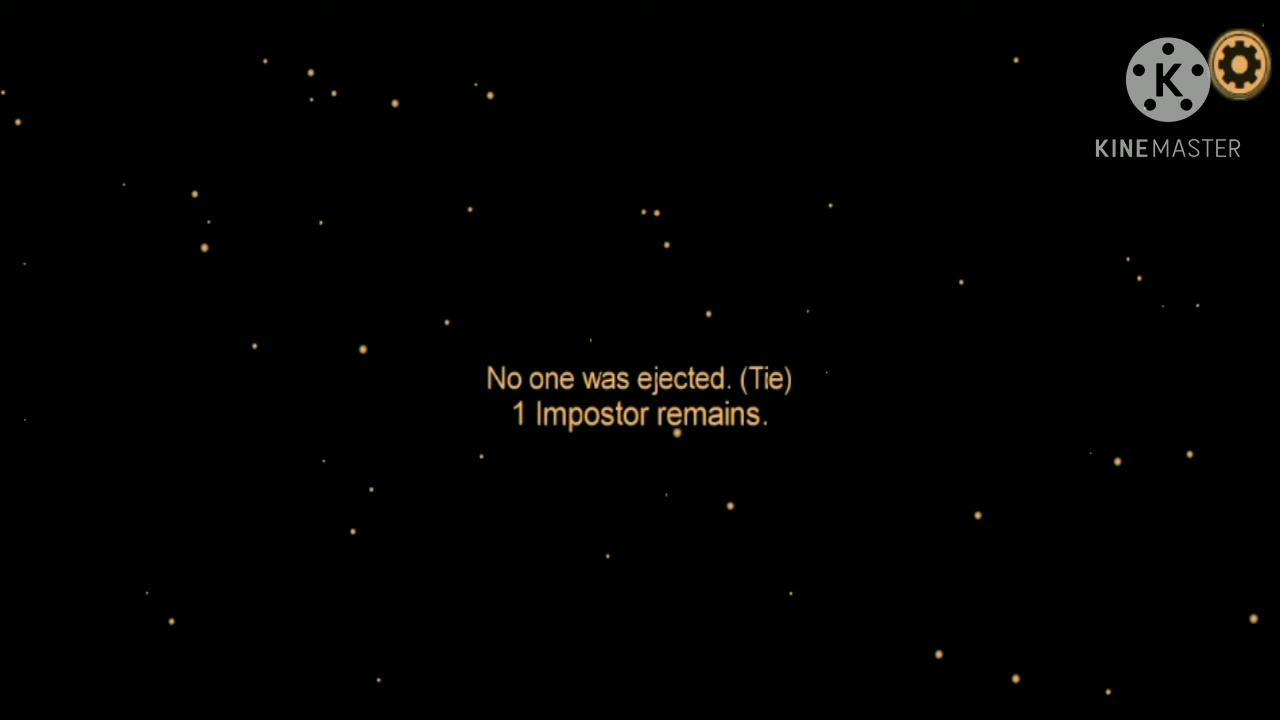 K
KINEMASTER
No one was ejected. (Tie)
1 Impostor remains.